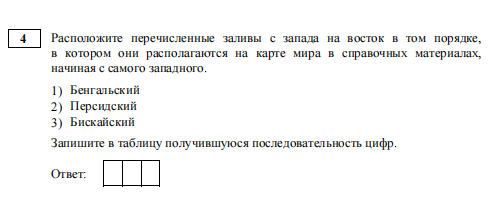 4
Расположите перечисленные заливы с запада на восток в том порядке,
в котором они располагаются на карте мира в справочных материалах,
начиная с самого западного.
1) Бенгальский
2) Персидский
3) Бискайский
Запишите в таблицу получившуюся последовательность цифр.
Ответ: